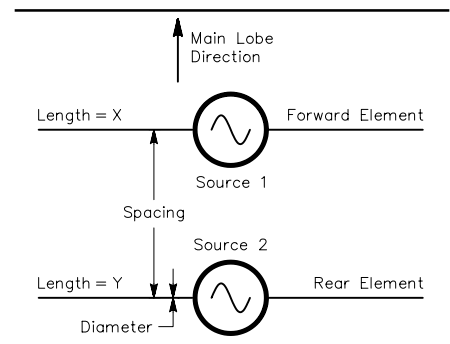 Main Lobe
Direction
Length = X
Forward Element
Source 1
Spacing
Source 2
Length = Y
Rear Element
Diameter